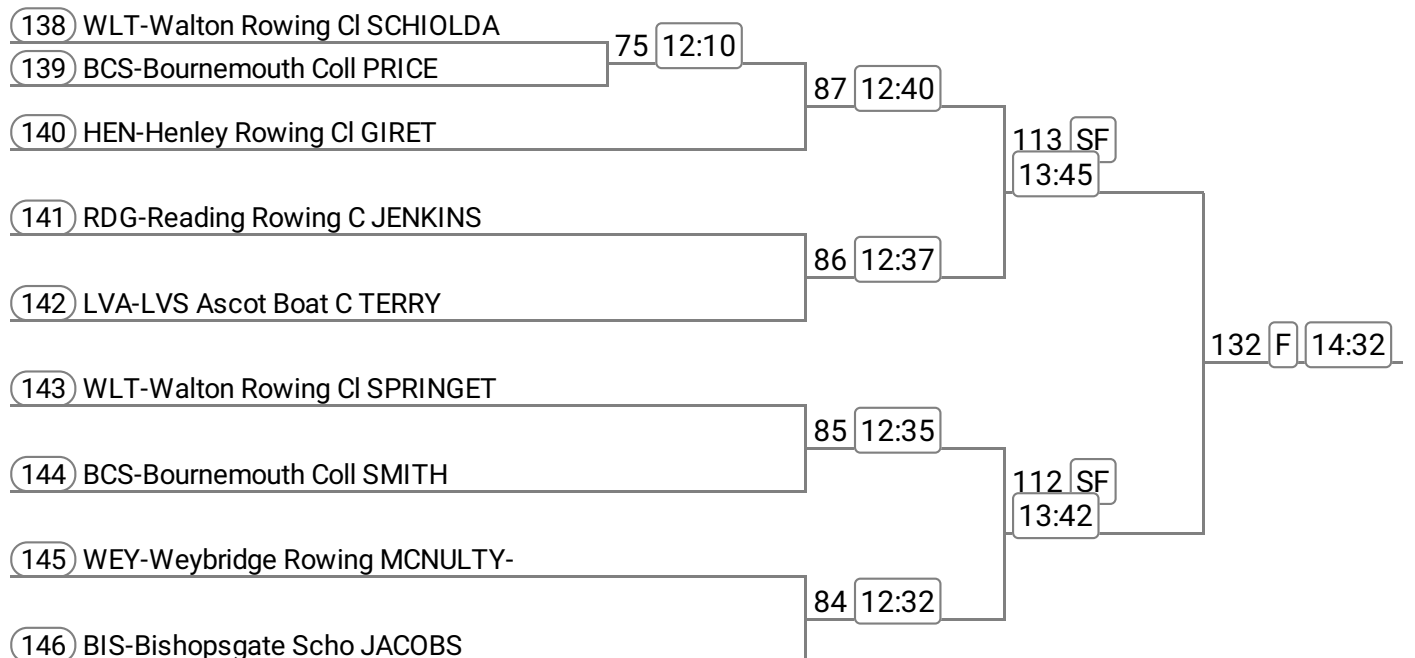 138 WLT-Walton Rowing Cl SCHIOLDA
75 12:10
139 BCS-Bournemouth Coll PRICE
87 12:40
140 HEN-Henley Rowing Cl GIRET
113 SF
13:45
141 RDG-Reading Rowing C JENKINS
86 12:37
142 LVA-LVS Ascot Boat C TERRY
132 F 14:32
143 WLT-Walton Rowing Cl SPRINGET
85 12:35
144 BCS-Bournemouth Coll SMITH
112 SF
13:42
145 WEY-Weybridge Rowing MCNULTY-
84 12:32
146 BIS-Bishopsgate Scho JACOBS